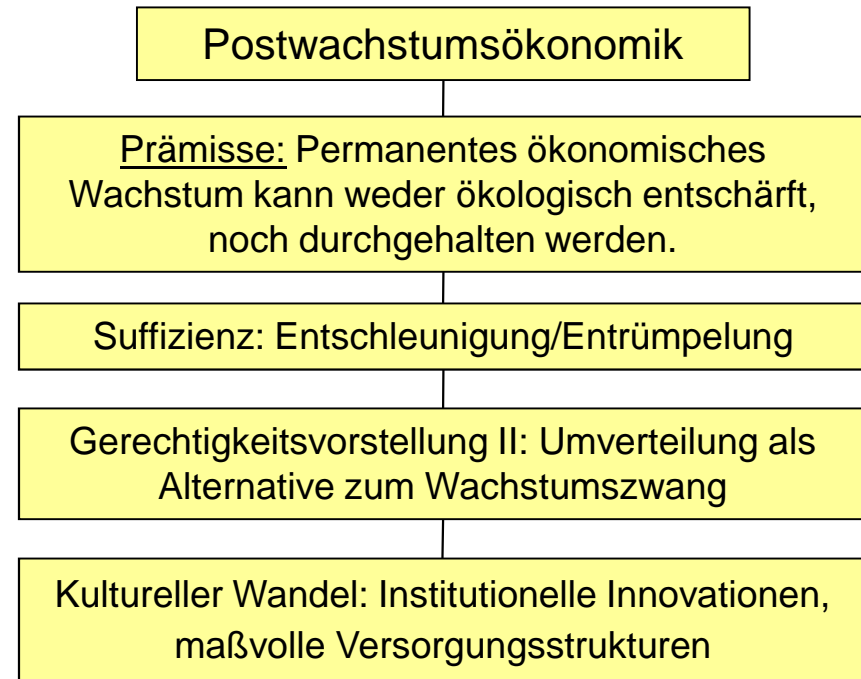 Postwachstumsökonomik
Prämisse: Permanentes ökonomisches
Wachstum kann weder ökologisch entschärft,
noch durchgehalten werden.
Suffizienz: Entschleunigung/Entrümpelung
Gerechtigkeitsvorstellung II: Umverteilung als
Alternative zum Wachstumszwang
Kultureller Wandel: Institutionelle Innovationen,
maßvolle Versorgungsstrukturen